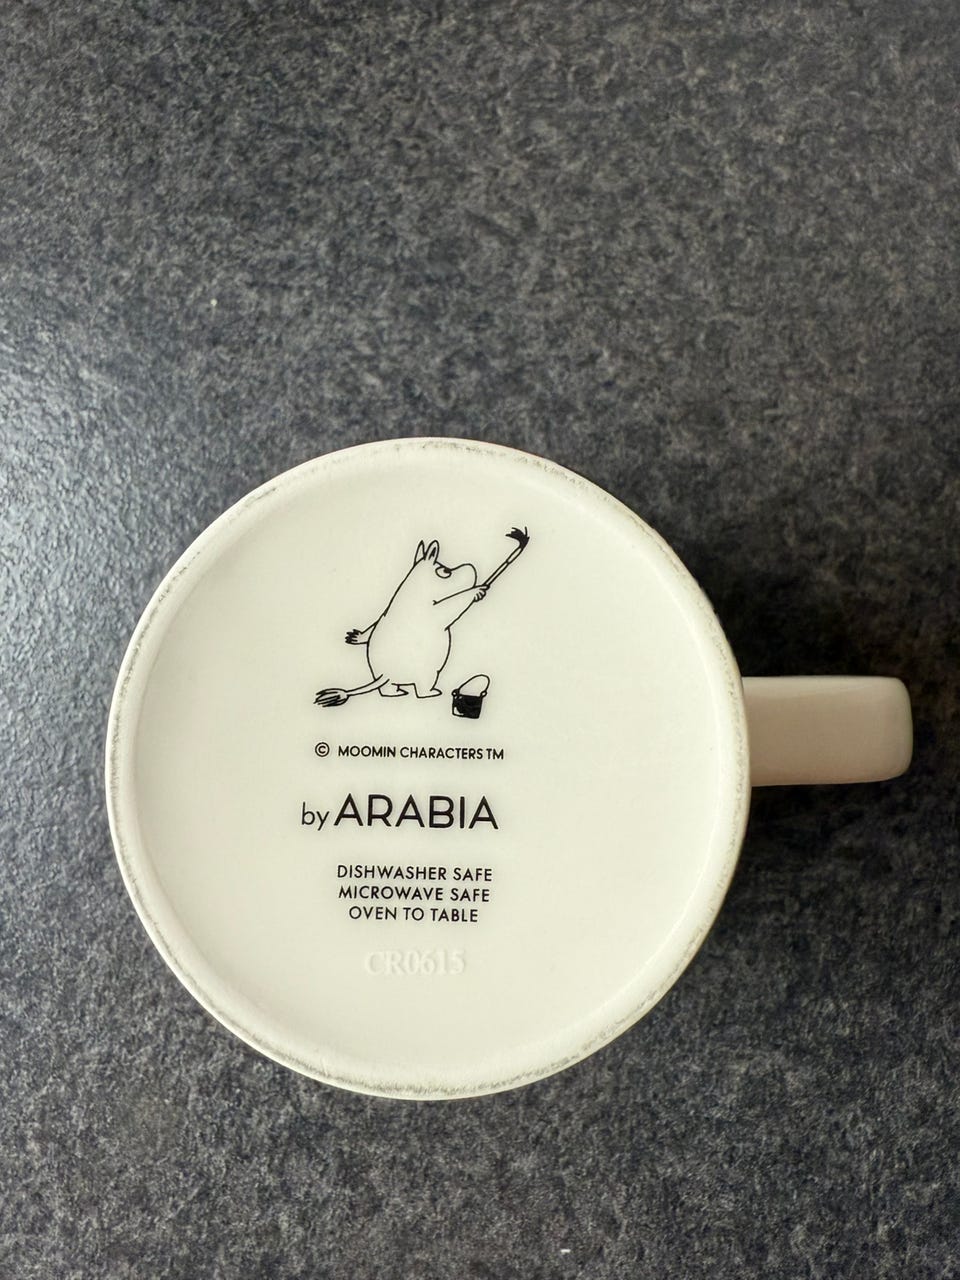 © MOOMIN CHARACTERS TM
by ARABIA
DISHWASHER SAFE
MICROWAVE SAFE
OVEN TO TABLE
CR0615